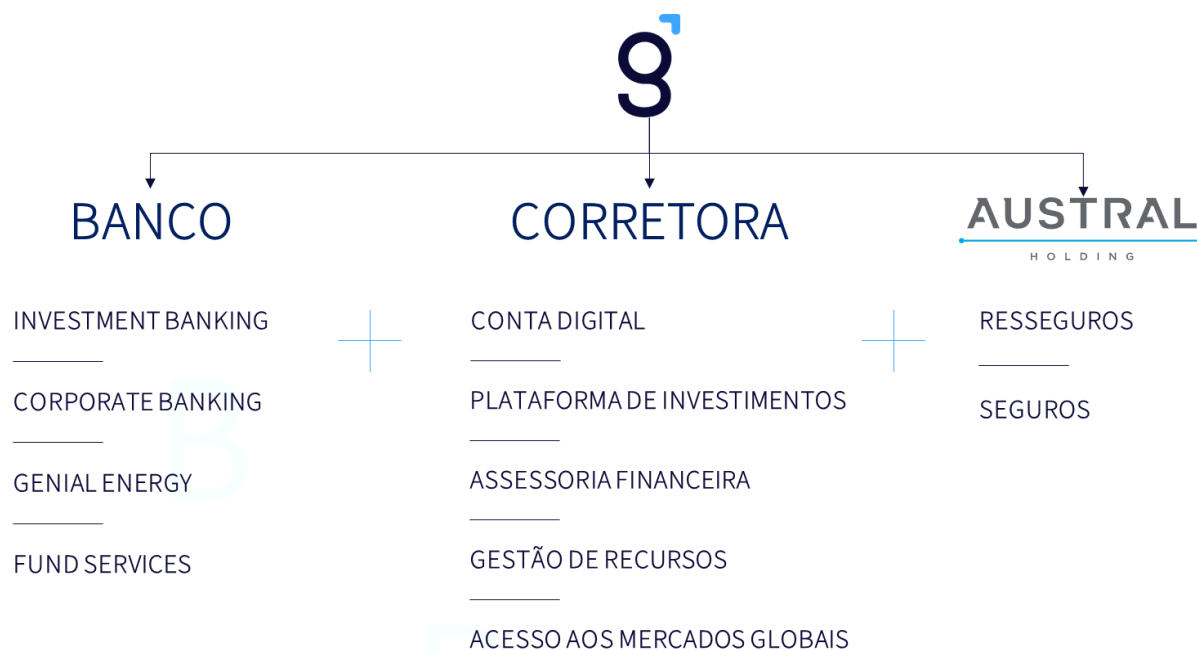 g
BANCO
INVESTMENT BANKING
CORPORATE BANKING
GENIAL ENERGY
FUND SERVICES
CORRETORA
CONTA DIGITAL
PLATAFORMA DE INVESTIMENTOS
ASSESSORIA FINANCEIRA
GESTÃO DE RECURSOS
ACESSO AOS MERCADOS GLOBAIS
AUSTRAL
HOLDING
RESSEGUROS
SEGUROS